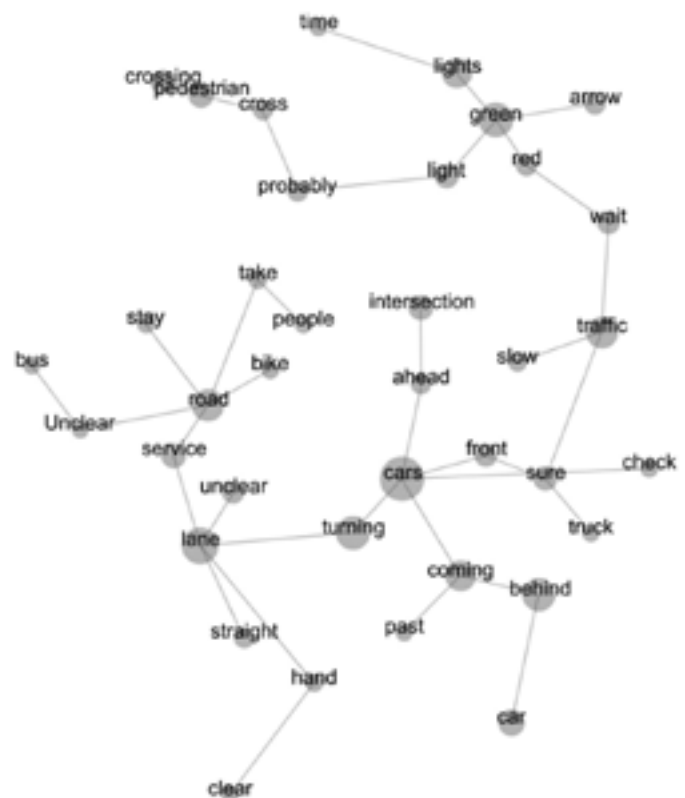 time
lights
crossing
pedestrian
cross
green
arrow
probably
light
red
wait
take
intersection
stay
people
traffic
bus
bike
slow
ahead
road
Unclear
service
front
cars
sure
check
unclear
turning
truck
lane
coming
behind
past
straight
hand
car
clear